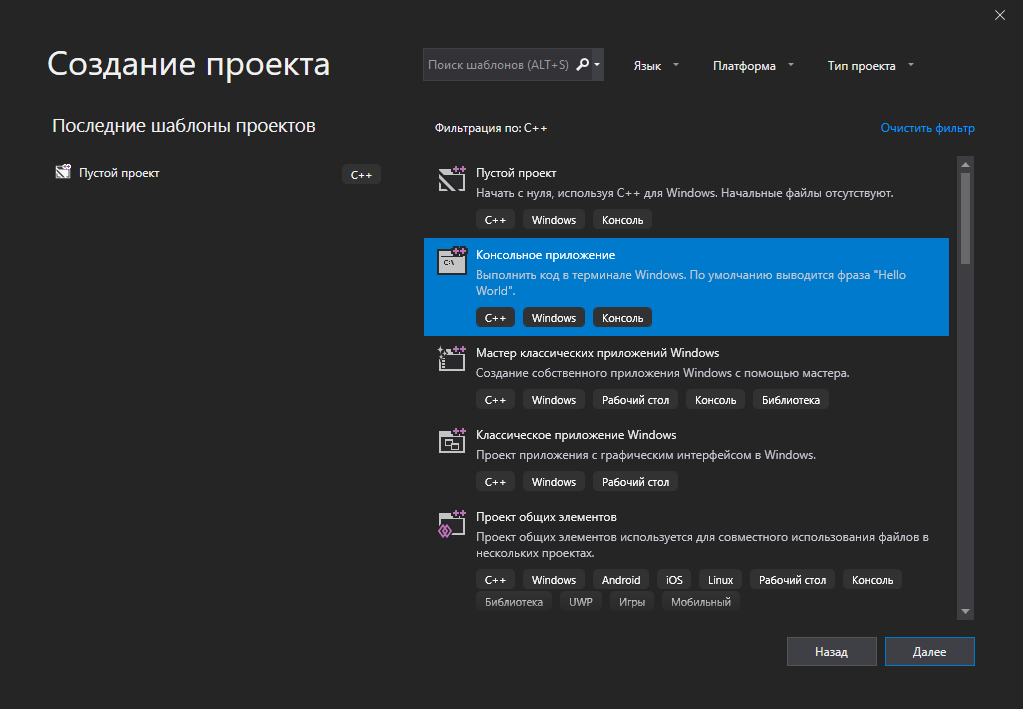 Создание проекта
Поиск шаблонов (ALT+S)
Язык
Платформа
Тип проекта
Последние шаблоны проектов
Пустой проект
C++
Фильтрация по: C++
Очистить фильтр
Пустой проект
Начать с нуля, используя C++ для Windows. Начальные файлы отсутствуют.
C++ Windows Консоль
C:\
Консольное приложение
Выполнить код в терминале Windows. По умолчанию выводится фраза "Hello
World".
C++ Windows Консоль
Мастер классических приложений Windows
Создание собственного приложения Windows с помощью мастера.
C++ Windows Рабочий стол Консоль Библиотека
Классическое приложение Windows
Проект приложения с графическим интерфейсом в Windows.
C++ Windows Рабочий стол
Проект общих элементов
Проект общих элементов используется для совместного использования файлов в
нескольких проектах.
C++ Windows Android iOS Linux Рабочий стол Консоль
Библиотека UWP Игры Мобильный
Назад
Далее